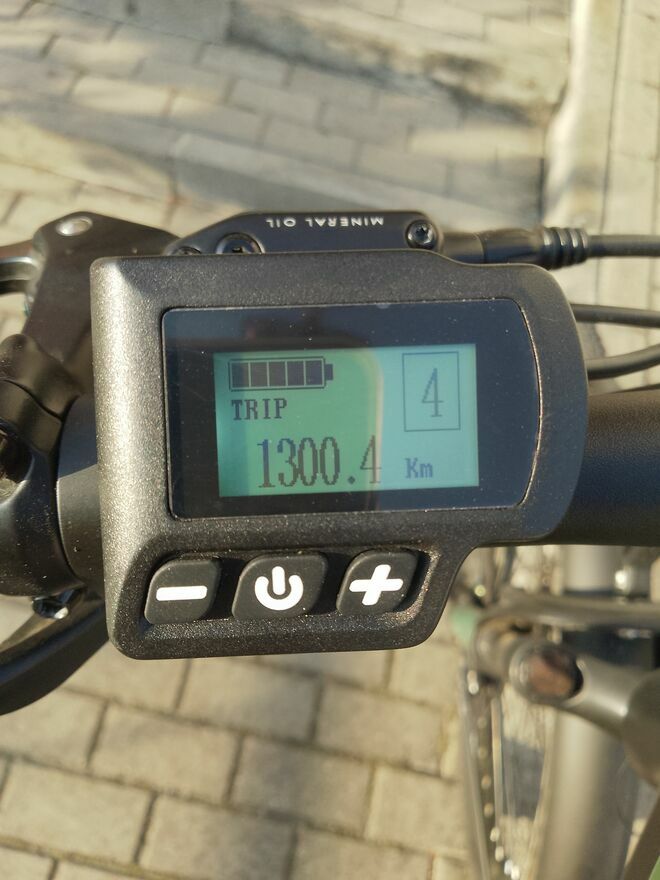 MINERAL OIL
4
TRIP
1300.4 Km